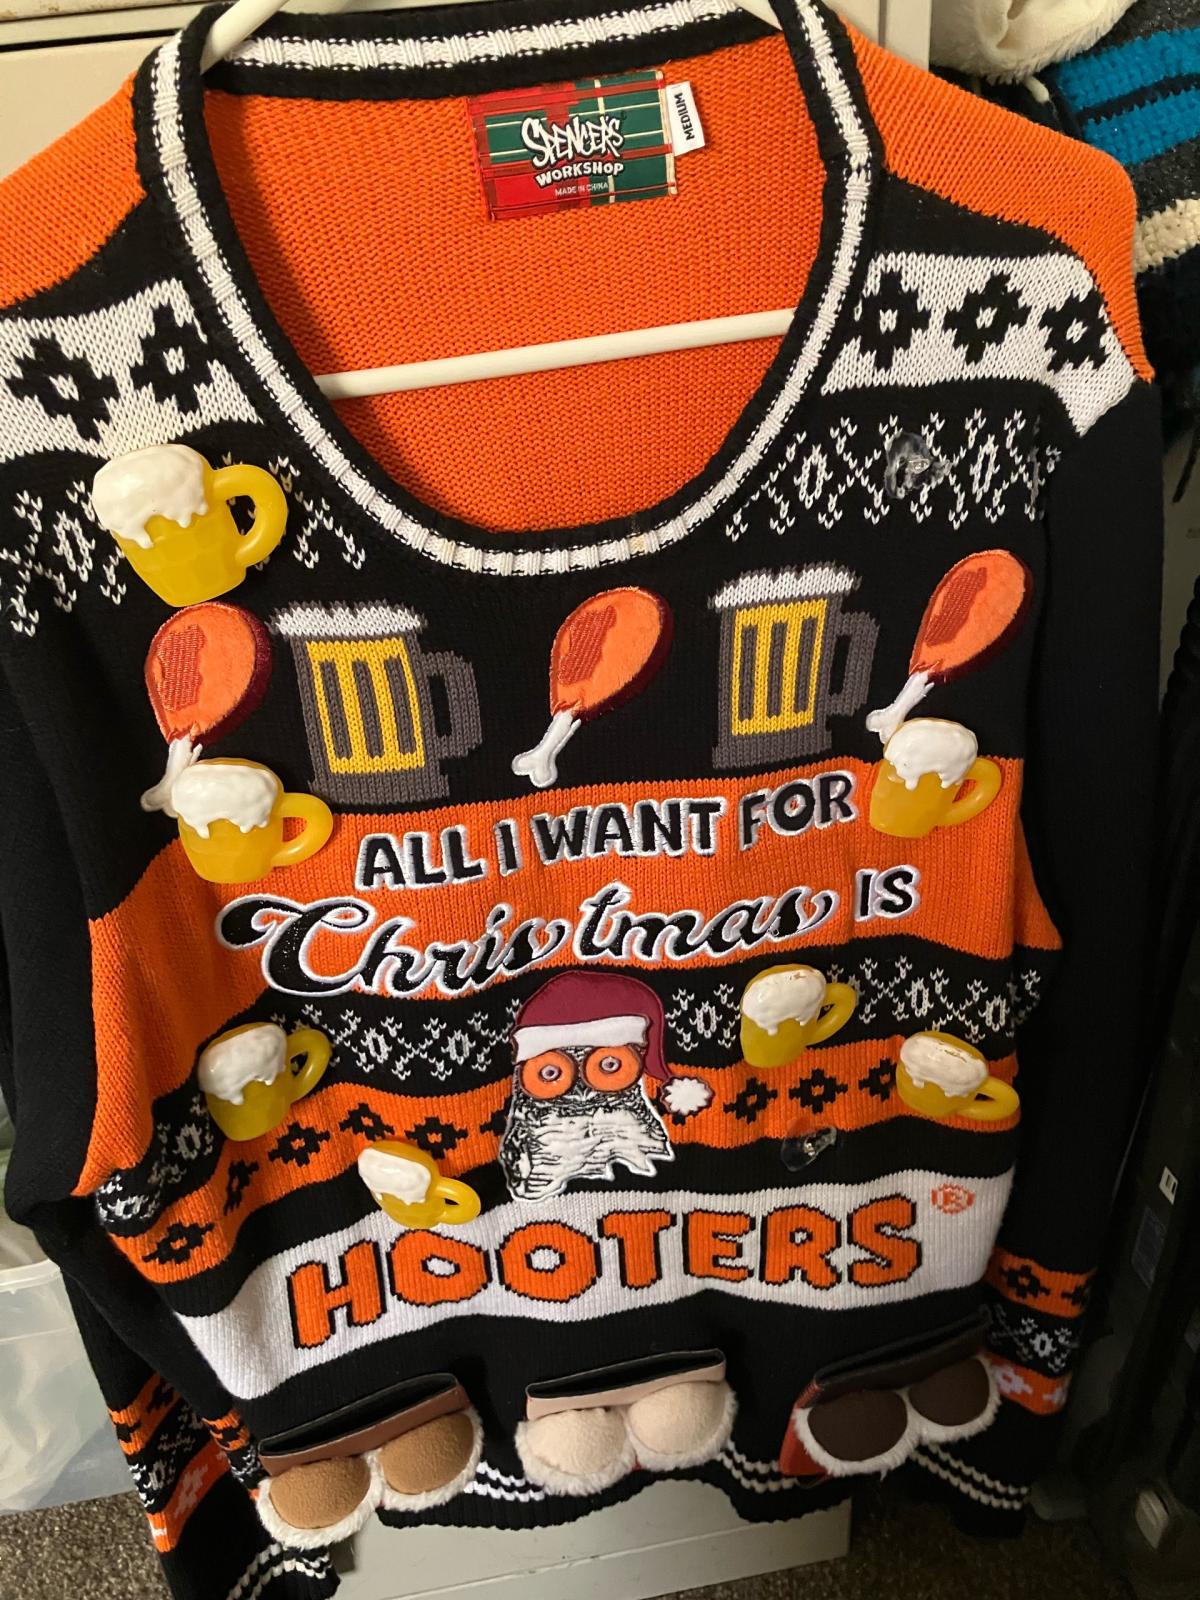 SPENCER'S
WORKSHOP
MADE IN CHINA
MEDIUM
ALL I WANT FOR
Christmas IS
HOOTERS®